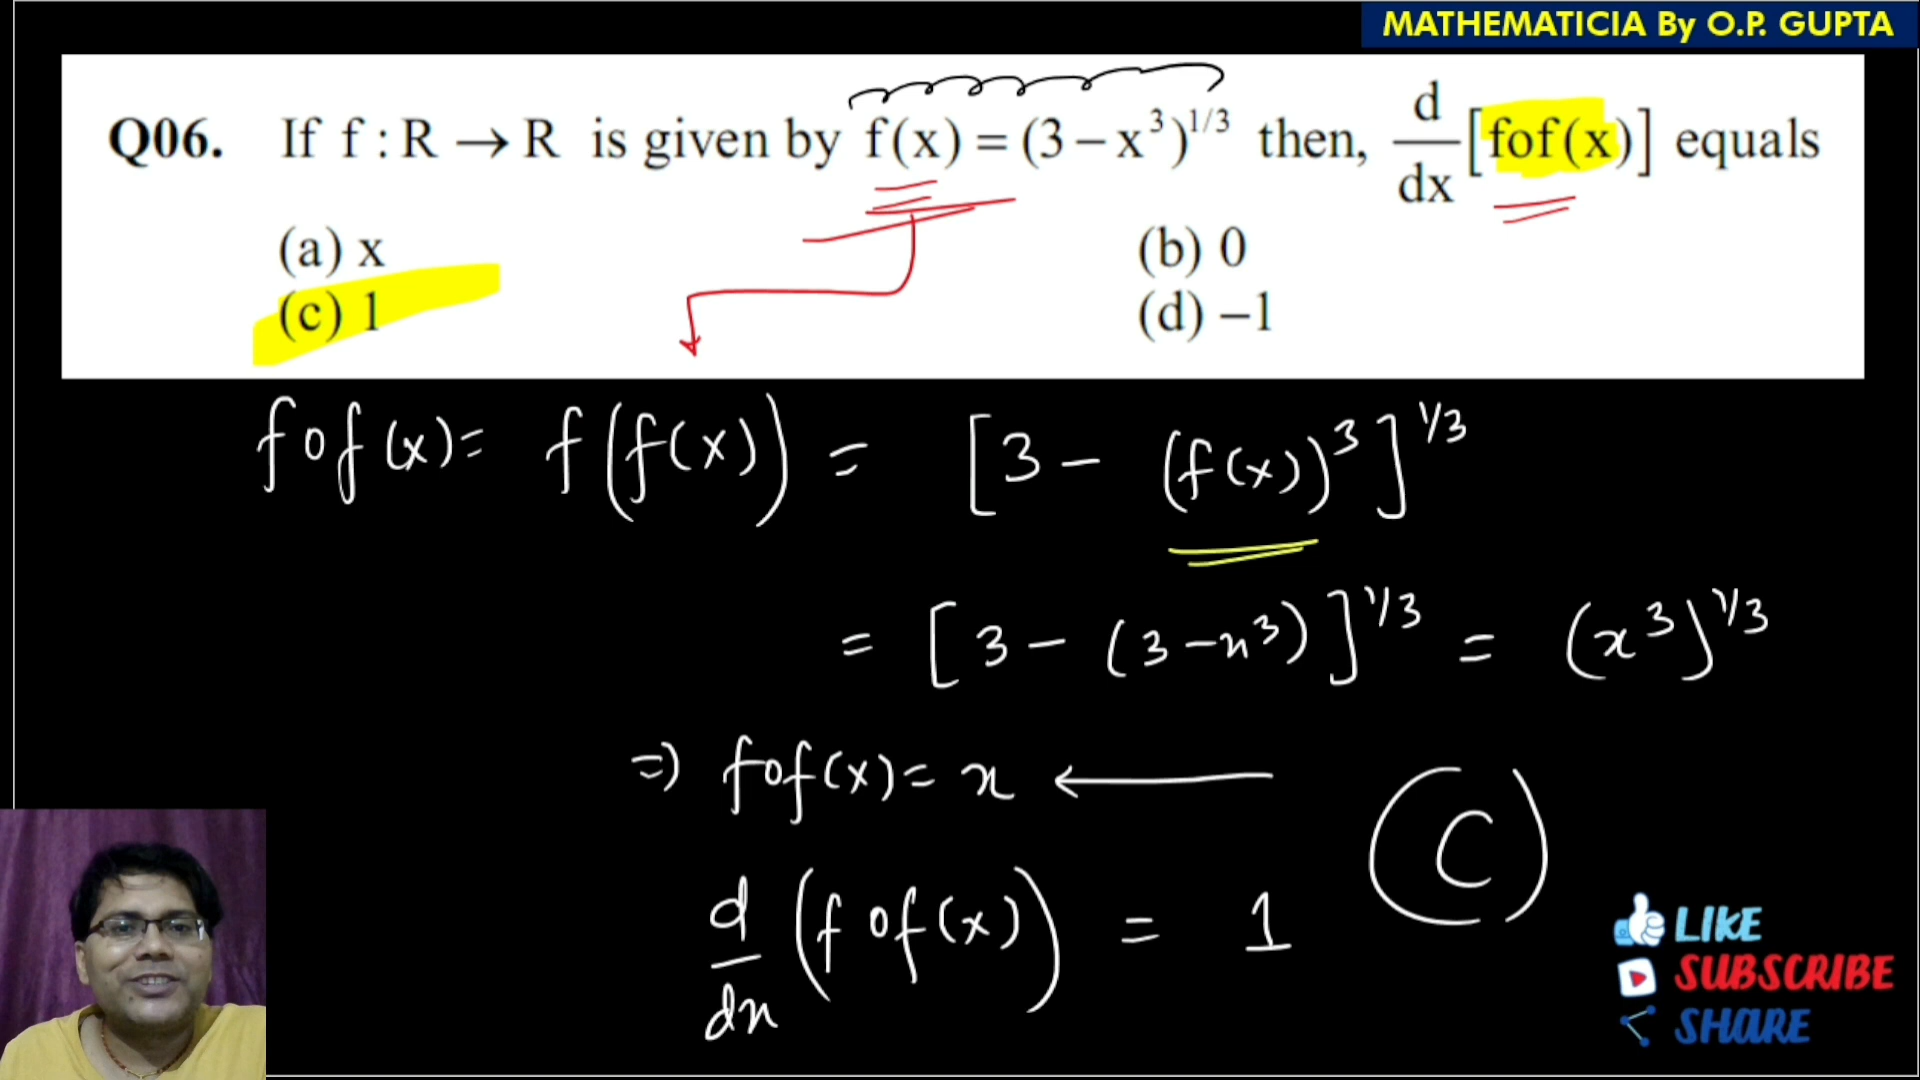 MATHEMATICIA By O.P. GUPTA
Q06. If f : R → R is given by f(x) = (3 – x³)^1/3 then, d/dx [fof(x)] equals
(a) x (b) 0
(c) 1 (d) –1
fof(x) = f(f(x)) = [3 – (f(x))³]^1/3
= [3 – (3 – x³)]^1/3 = (x³)^1/3
⇒ fof(x) = x ←
(C)
d/dx (fof(x)) = 1
LIKE
SUBSCRIBE
SHARE